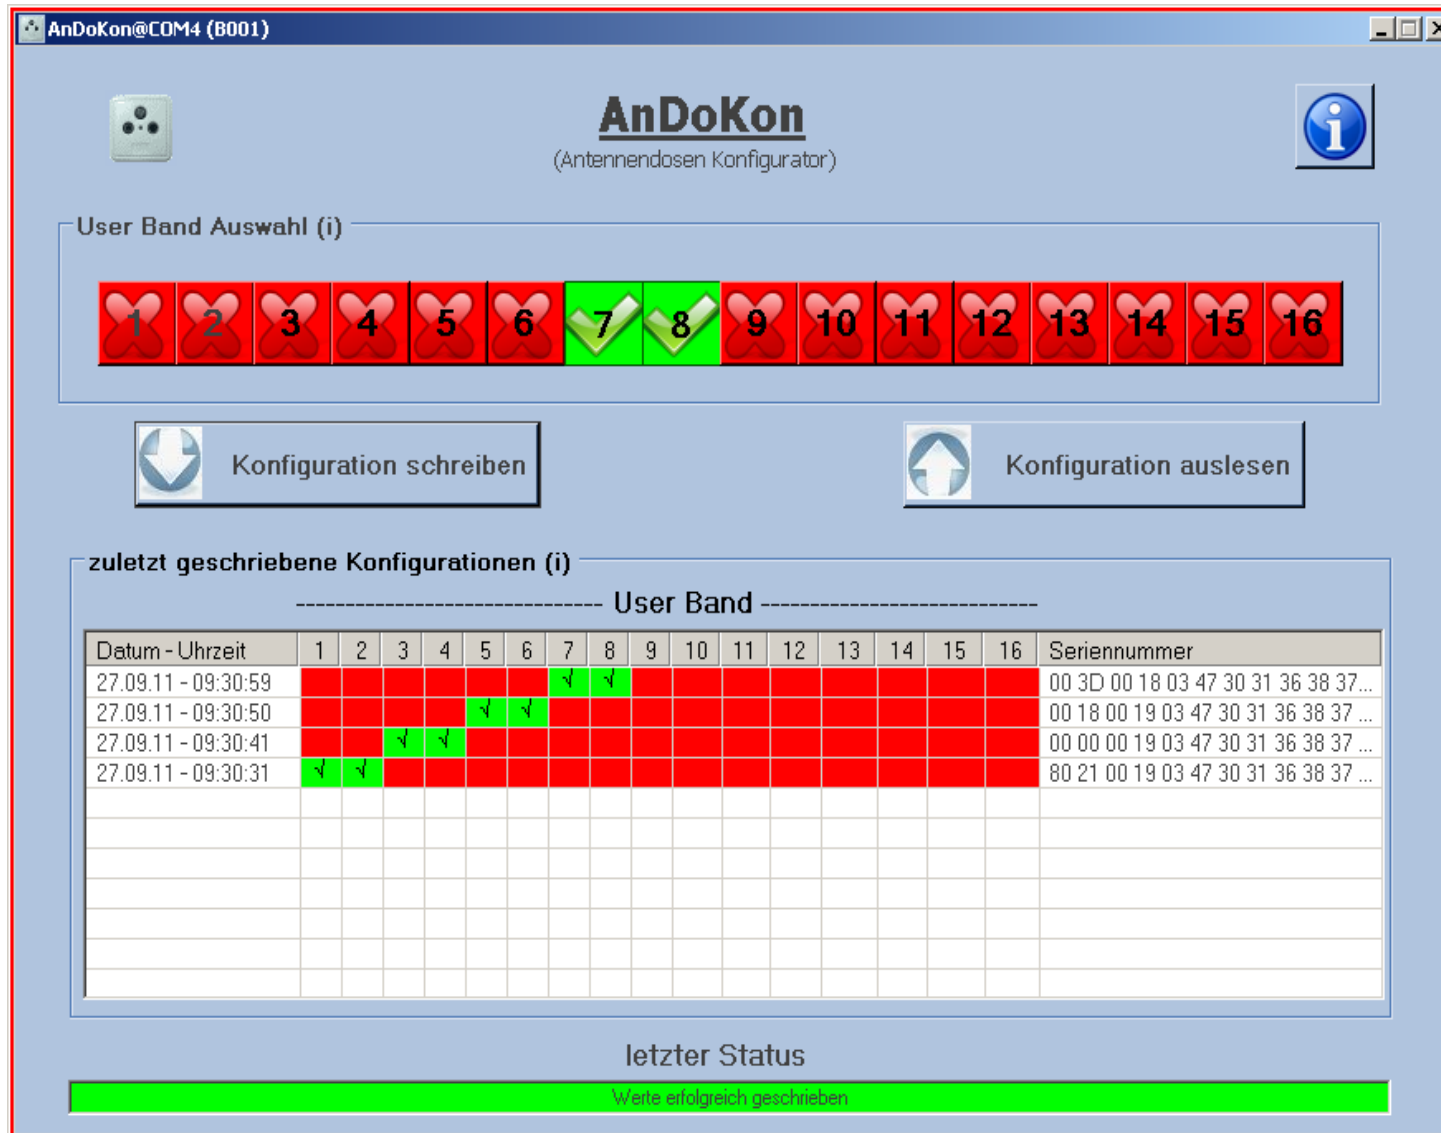 AnDoKon@COM4 (B001)
AnDoKon
(Antennendosen Konfigurator)
User Band Auswahl (i)
1 2 3 4 5 6 7 8 9 10 11 12 13 14 15 16
Konfiguration schreiben
Konfiguration auslesen
zuletzt geschriebene Konfigurationen (i)
------------------------------ User Band ---------------------------
Datum - Uhrzeit 1 2 3 4 5 6 7 8 9 10 11 12 13 14 15 16 Seriennummer
27.09.11 - 09:30:59 √ √ 00 3D 00 18 03 47 30 31 36 38 37...
27.09.11 - 09:30:50 √ √ 00 18 00 19 03 47 30 31 36 38 37 ...
27.09.11 - 09:30:41 √ √ 00 00 00 19 03 47 30 31 36 38 37 ...
27.09.11 - 09:30:31 √ √ 80 21 00 19 03 47 30 31 36 38 37 ...
letzter Status
Werte erfolgreich geschrieben